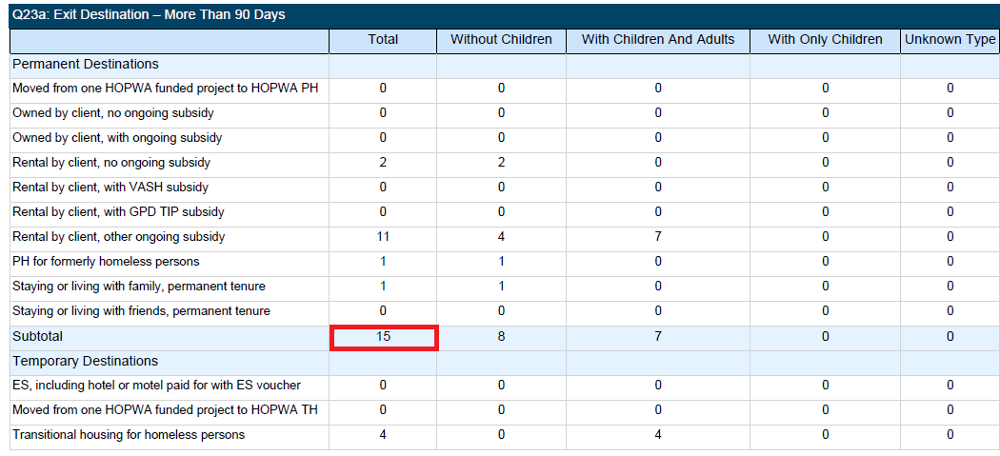 Q23a: Exit Destination – More Than 90 Days
Total Without Children With Children And Adults With Only Children Unknown Type
Permanent Destinations
Moved from one HOPWA funded project to HOPWA PH 0 0 0 0 0
Owned by client, no ongoing subsidy 0 0 0 0 0
Owned by client, with ongoing subsidy 0 0 0 0 0
Rental by client, no ongoing subsidy 2 2 0 0 0
Rental by client, with VASH subsidy 0 0 0 0 0
Rental by client, with GPD TIP subsidy 0 0 0 0 0
Rental by client, other ongoing subsidy 11 4 7 0 0
PH for formerly homeless persons 1 1 0 0 0
Staying or living with family, permanent tenure 1 1 0 0 0
Staying or living with friends, permanent tenure 0 0 0 0 0
Subtotal 15 8 7 0 0
Temporary Destinations
ES, including hotel or motel paid for with ES voucher 0 0 0 0 0
Moved from one HOPWA funded project to HOPWA TH 0 0 0 0 0
Transitional housing for homeless persons 4 0 4 0 0